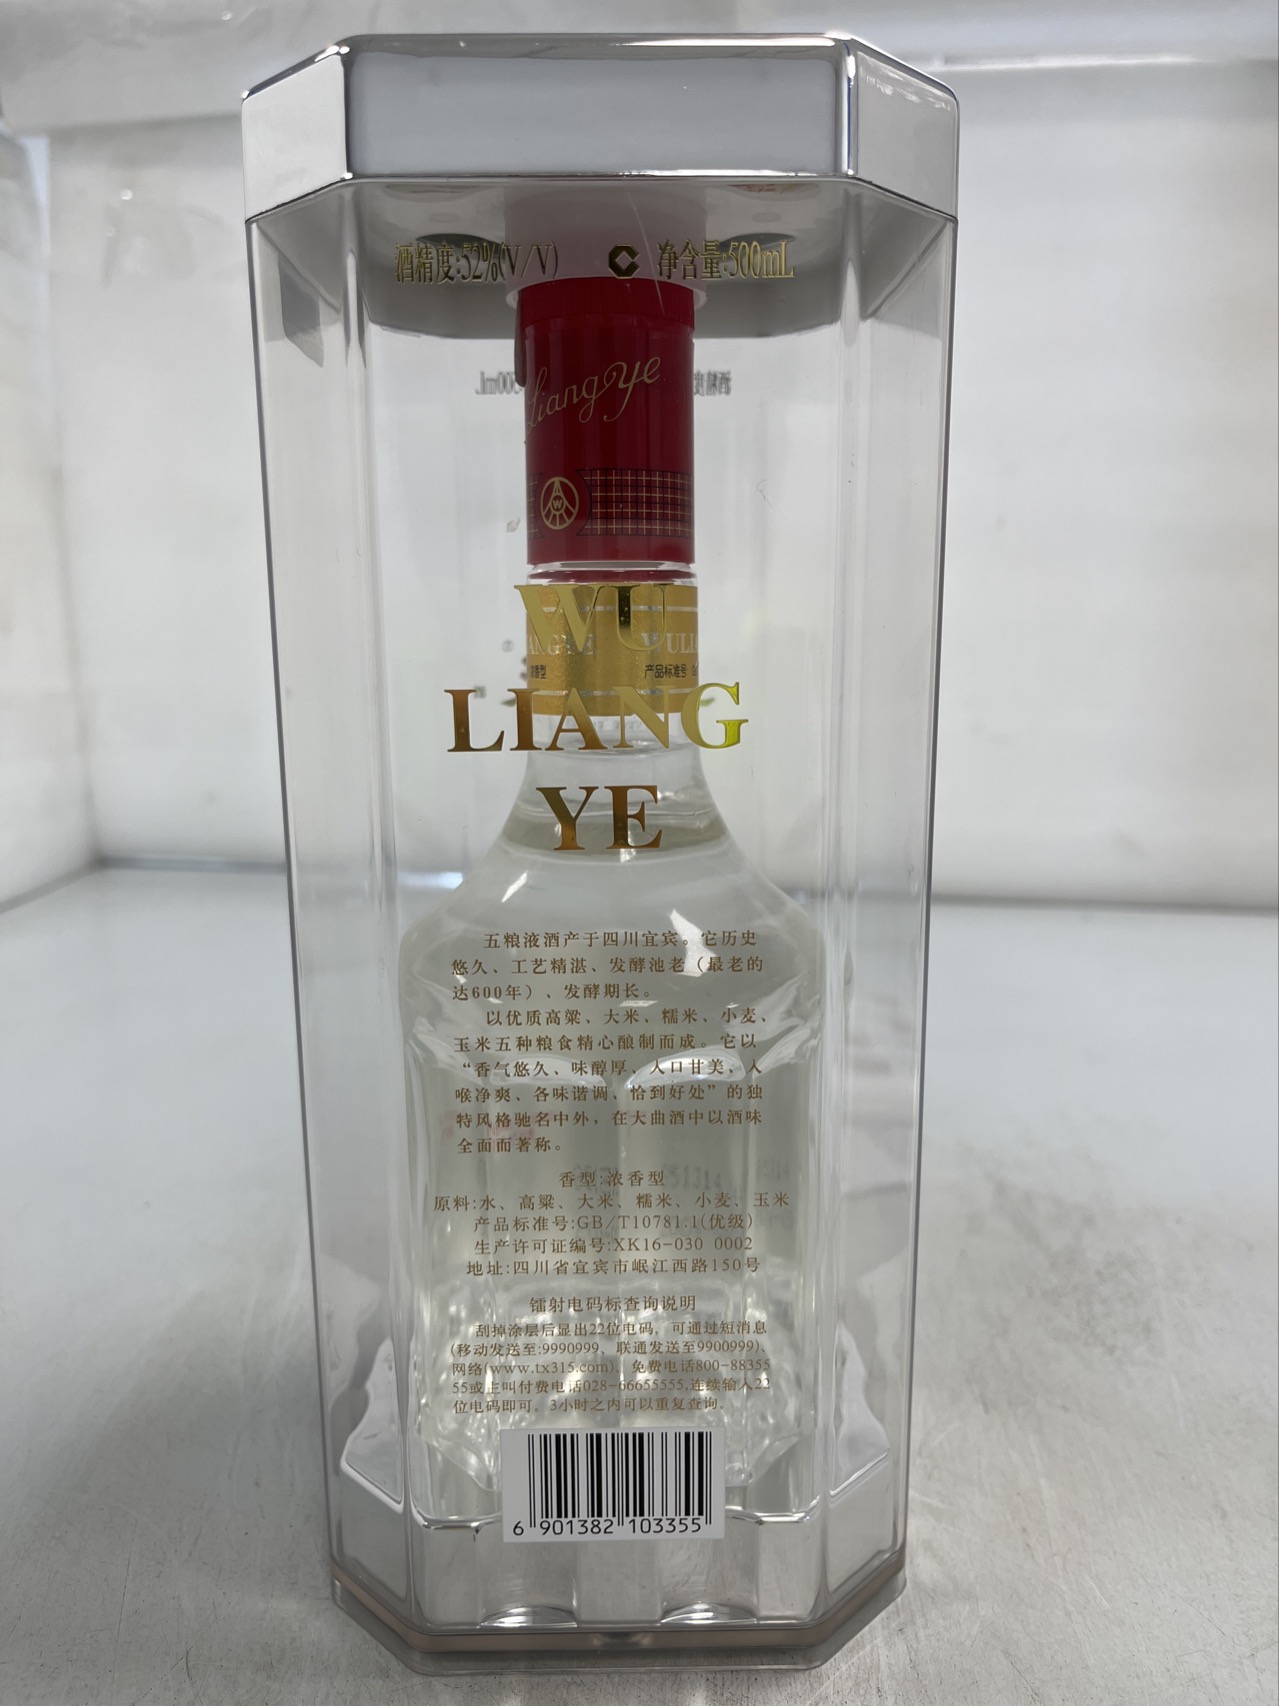 酒精度:52%(V/V) 净含量:500mL
Liangye
W
WU
LIANG
YE
产品标准号
五粮液酒产于四川宜宾。它历史
悠久、工艺精湛、发酵池老（最老的
达600年）、发酵期长。
以优质高粱、大米、糯米、小麦、
玉米五种粮食精心酿制而成。它以
“香气悠久、味醇厚、入口甘美、入
喉净爽、各味谐调、恰到好处”的独
特风格驰名中外，在大曲酒中以酒味
全面而著称。
香型:浓香型
原料:水、高粱、大米、糯米、小麦、玉米
产品标准号:GB/T10781.1(优级)
生产许可证编号:XK16-030 0002
地址:四川省宜宾市岷江西路150号
镭射电码标查询说明
刮掉涂层后显出22位电码，可通过短消息
(移动发送至:9990999、联通发送至9900999)、
网络(www.tx315.com)、免费电话800-88355
55或主叫付费电话028-66655555,连续输入22
位电码即可。3小时之内可以重复查询。
6 901382 103355